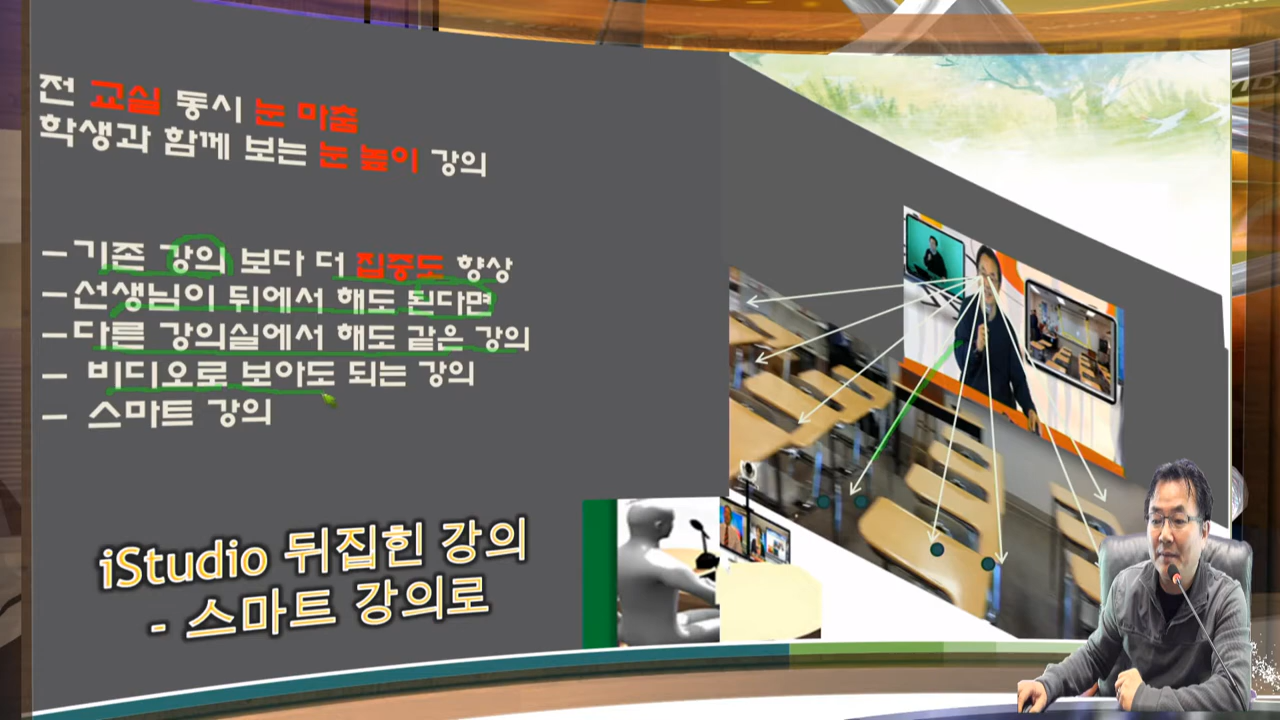 전 교실 동시 눈 마춤
학생과 함께 보는 눈 높이 강의
-기존 강의 보다 더 집중도 향상
-선생님이 뒤에서 해도 된다면
-다른 강의실에서 해도 같은 강의
- 비디오로 보아도 되는 강의
- 스마트 강의
iStudio 뒤집힌 강의
- 스마트 강의로